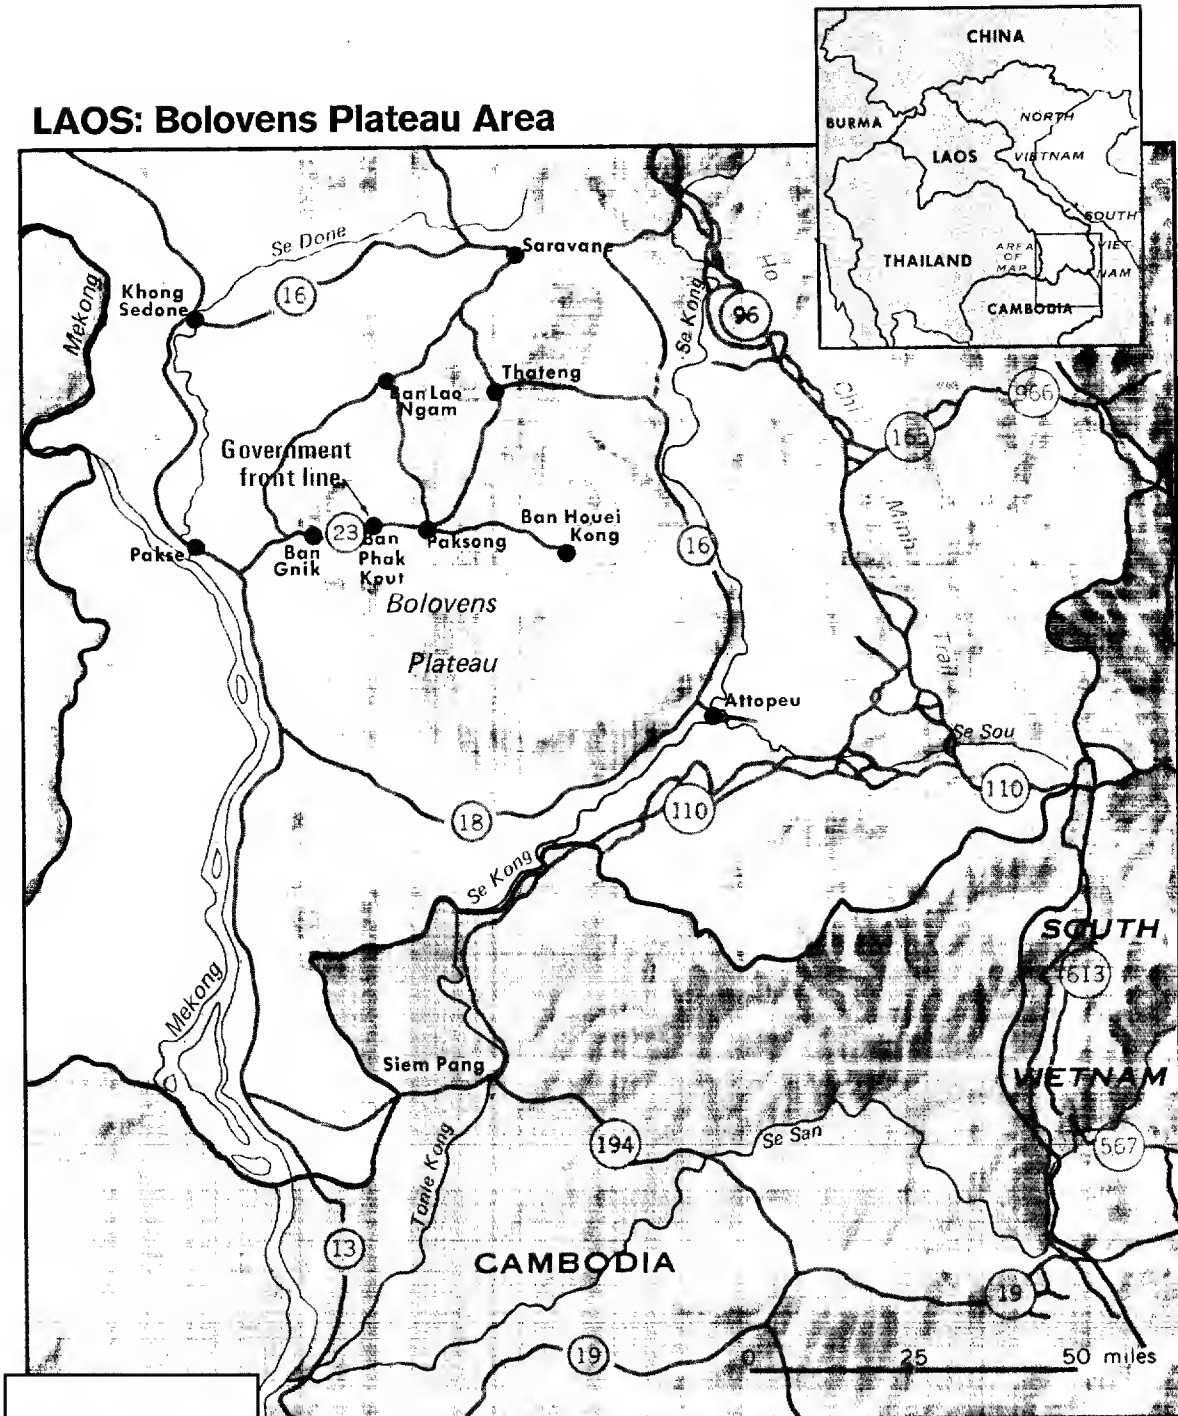 LAOS: Bolovens Plateau Area
CHINA
BURMA
NORTH
VIETNAM
LAOS
SOUTH
VIET
NAM
AREA
OF
MAP
THAILAND
CAMBODIA
Mekong
Se Done
Saravane
Khong
Sedone
16
Se Kong
Ho
96
Chi
Thateng
Ban Lao
Ngam
966
165
Government
front line
Minh
Ban Houei
Kong
23
Pakse
Ban
Gnik
Ban
Phak
Kout
Paksong
16
Bolovens
Plateau
Trail
Attopeu
Se Sou
110
110
18
Se Kong
SOUTH
613
Mekong
Siem Pang
VIETNAM
194
Se San
567
Tonle Kong
13
CAMBODIA
19
19
0 25 50 miles